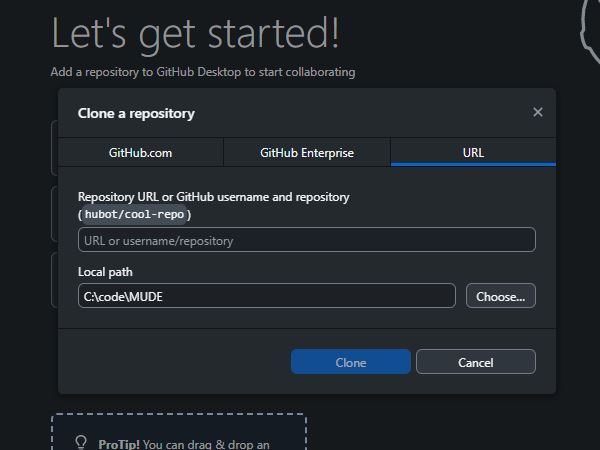 Let's get started!
Add a repository to GitHub Desktop to start collaborating
Clone a repository
GitHub.com
GitHub Enterprise
URL
Repository URL or GitHub username and repository
(hubot/cool-repo)
URL or username/repository
Local path
C:\code\MUDE
Choose...
Clone
Cancel
ProTip! You can drag & drop an